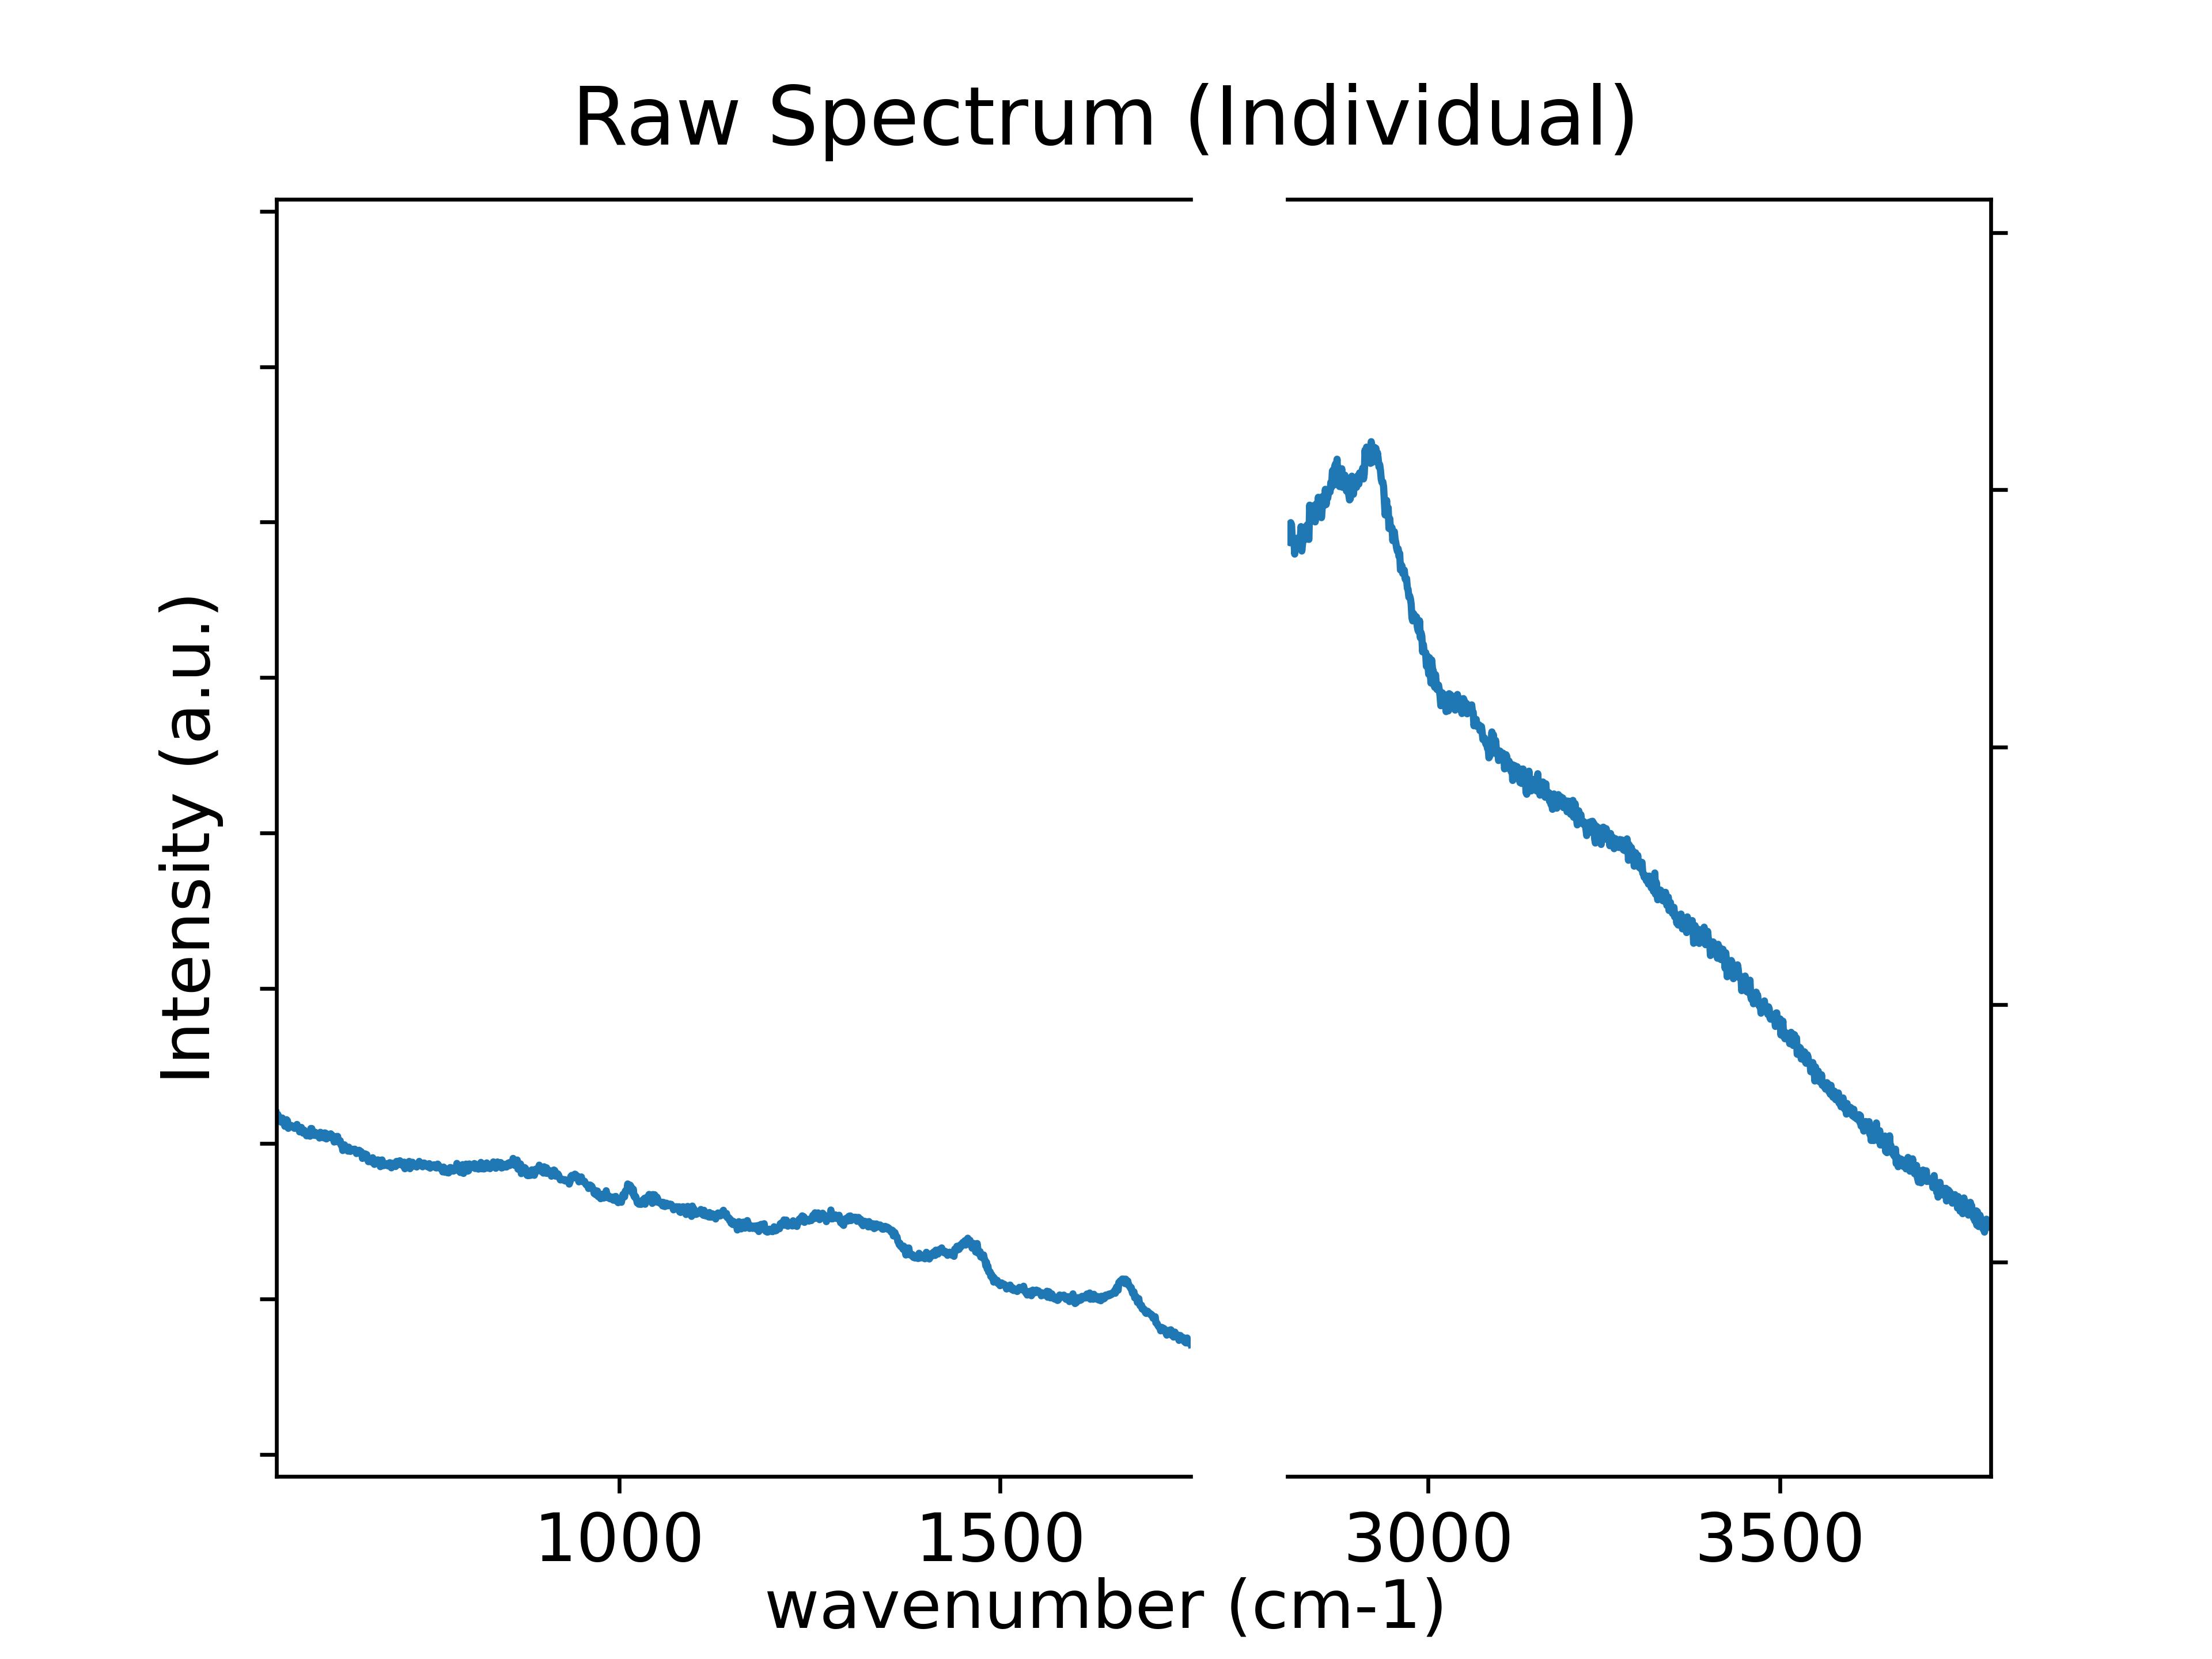 Raw Spectrum (Individual)
Intensity (a.u.)
1000 1500 3000 3500
wavenumber (cm-1)